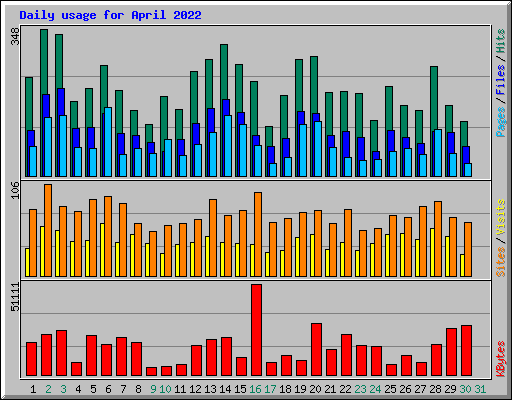 Daily usage for April 2022
348
Pages / Files / Hits
166
Sites / Visits
51111
KBytes
1 2 3 4 5 6 7 8 9 10 11 12 13 14 15 16 17 18 19 20 21 22 23 24 25 26 27 28 29 30 31